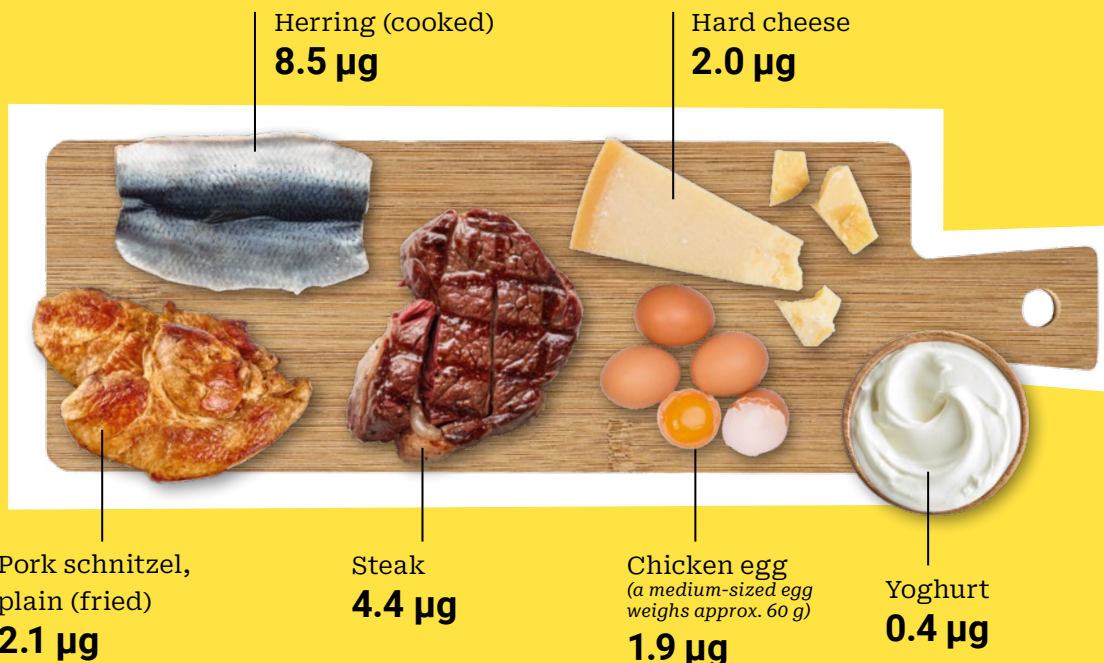 Herring (cooked)
8.5 µg
Hard cheese
2.0 µg
Pork schnitzel,
plain (fried)
2.1 µg
Steak
4.4 µg
Chicken egg
(a medium-sized egg
weighs approx. 60 g)
1.9 µg
Yoghurt
0.4 µg